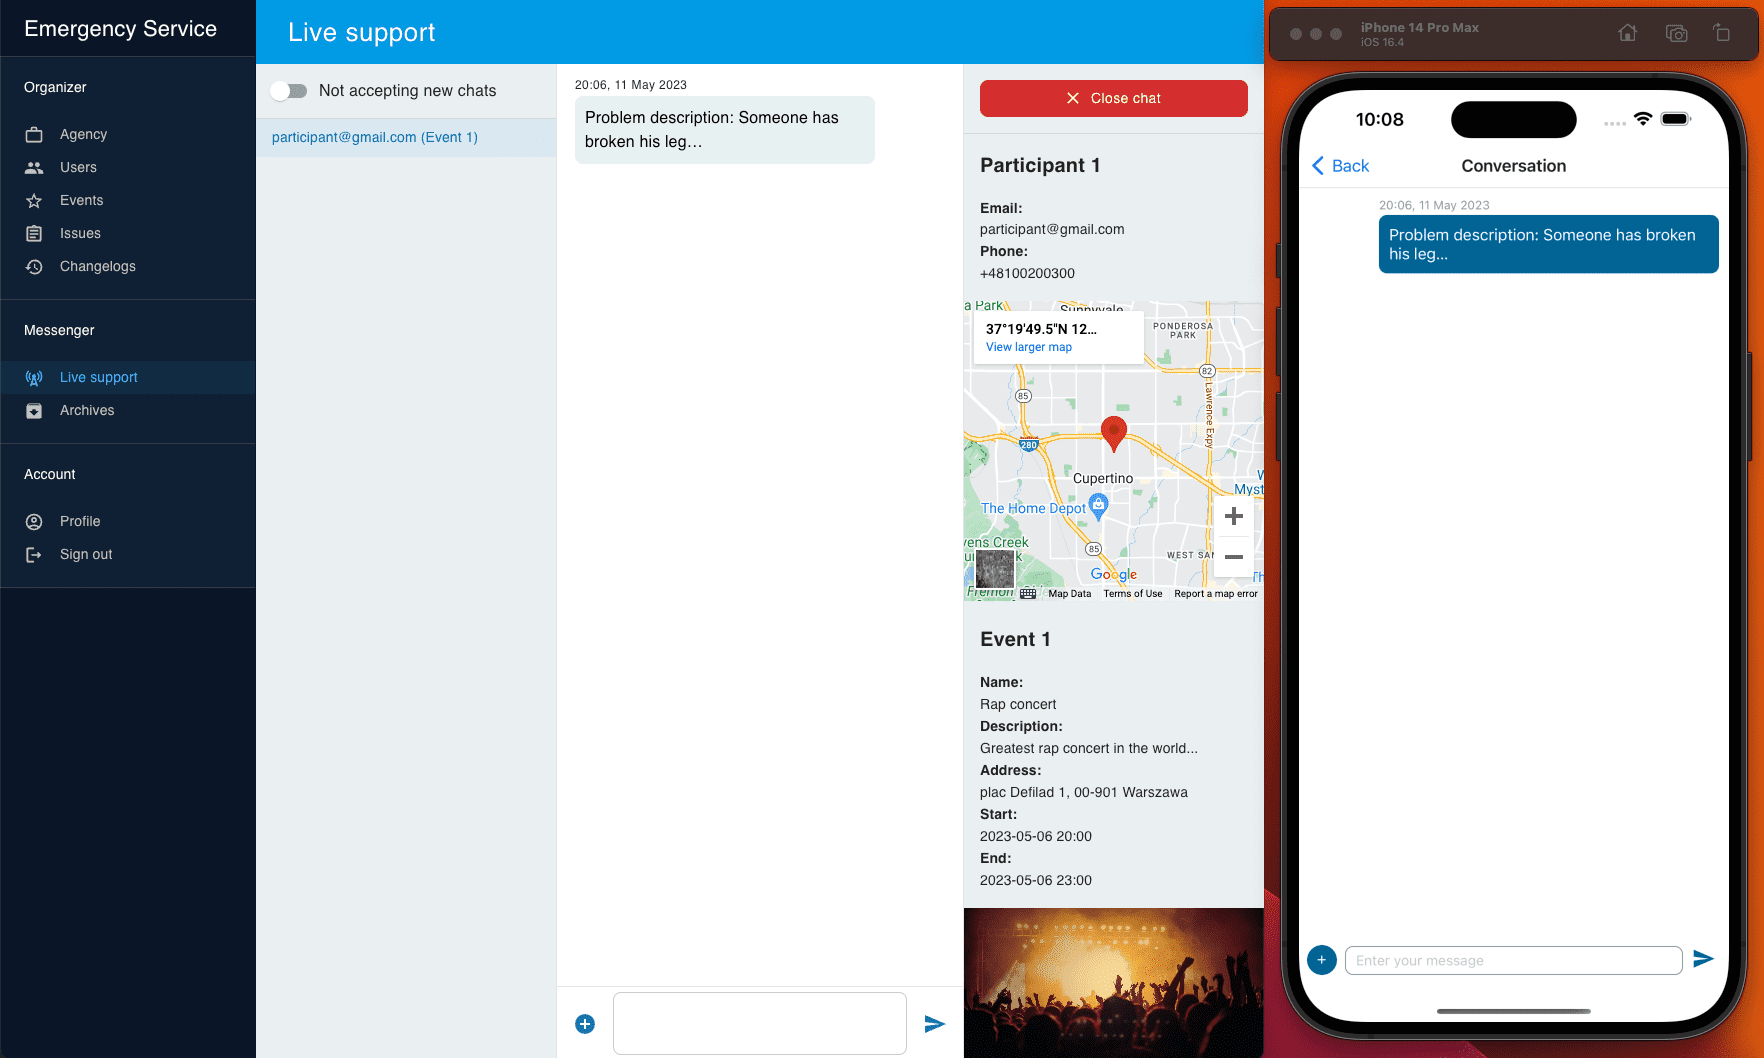 Emergency Service
Organizer
Agency
Users
Events
Issues
Changelogs
Messenger
Live support
Archives
Account
Profile
Sign out
Live support
Not accepting new chats
participant@gmail.com (Event 1)
20:06, 11 May 2023
Problem description: Someone has
broken his leg...
Close chat
Participant 1
Email:
participant@gmail.com
Phone:
+48100200300
a Park
Sunnyvale
37°19'49.5"N 12...
View larger map
PONDEROSA
PARK
82
85
Lawrence Expy
280
Cupertino
Myst
The Home Depot
85
WEST SAN
Google
Map Data
Terms of Use
Report a map error
Event 1
Name:
Rap concert
Description:
Greatest rap concert in the world...
Address:
plac Defilad 1, 00-901 Warszawa
Start:
2023-05-06 20:00
End:
2023-05-06 23:00
iPhone 14 Pro Max
iOS 16.4
10:08
Back
Conversation
20:06, 11 May 2023
Problem description: Someone has broken
his leg...
Enter your message